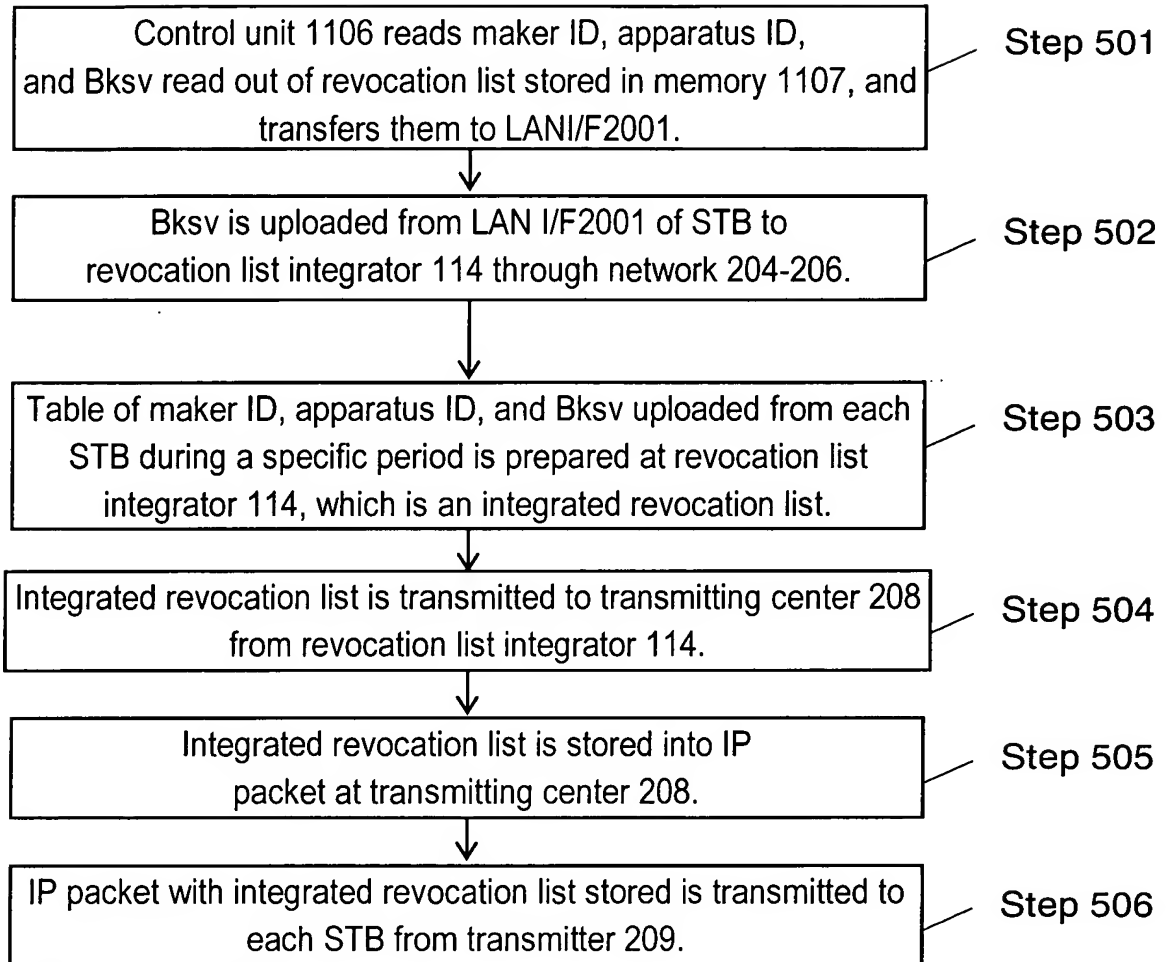 Control unit 1106 reads maker ID, apparatus ID,
and Bksv read out of revocation list stored in memory 1107, and
transfers them to LANI/F2001.
Step 501
Bksv is uploaded from LAN I/F2001 of STB to
revocation list integrator 114 through network 204-206.
Step 502
Table of maker ID, apparatus ID, and Bksv uploaded from each
STB during a specific period is prepared at revocation list
integrator 114, which is an integrated revocation list.
Step 503
Integrated revocation list is transmitted to transmitting center 208
from revocation list integrator 114.
Step 504
Integrated revocation list is stored into IP
packet at transmitting center 208.
Step 505
IP packet with integrated revocation list stored is transmitted to
each STB from transmitter 209.
Step 506